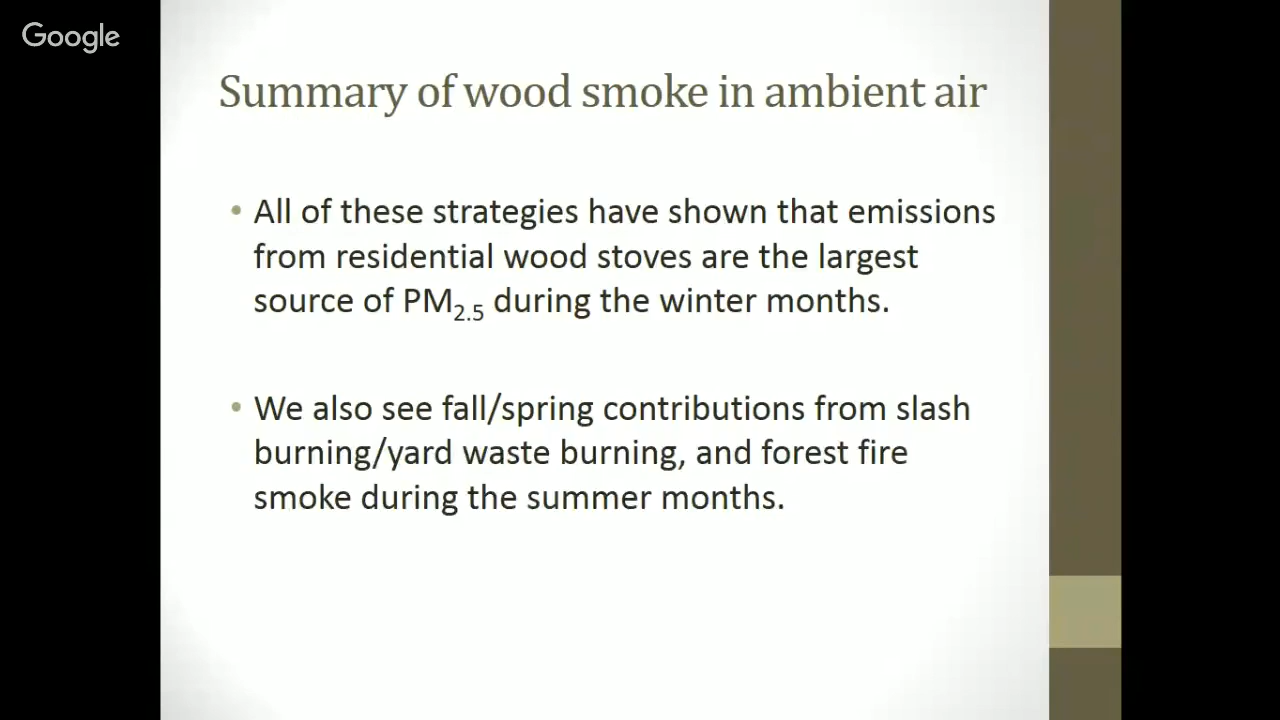 Google
Summary of wood smoke in ambient air
• All of these strategies have shown that emissions
from residential wood stoves are the largest
source of PM2.5 during the winter months.
• We also see fall/spring contributions from slash
burning/yard waste burning, and forest fire
smoke during the summer months.